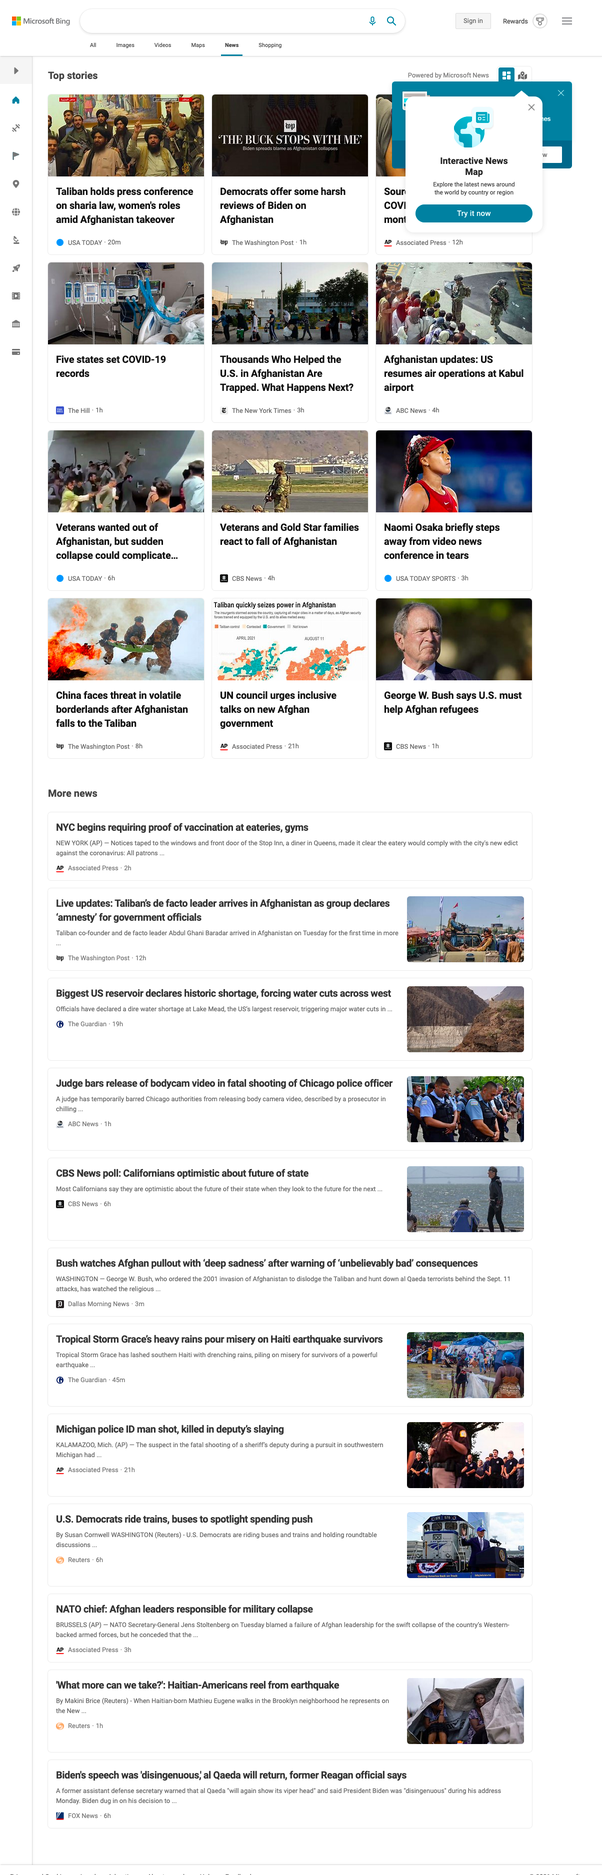 Microsoft Bing
Sign in
Rewards
All
Images
Videos
Maps
News
Shopping
Top stories
Powered by Microsoft News
Interactive News
Map
Explore the latest news around
the world by country or region
Try it now
Taliban holds press conference
on sharia law, women's roles
amid Afghanistan takeover
USA TODAY · 20m
'THE BUCK STOPS WITH ME'
Biden spreads blame as Afghanistan collapses
Democrats offer some harsh
reviews of Biden on
Afghanistan
The Washington Post · 1h
COVI
mont
Associated Press · 12h
Five states set COVID-19
records
The Hill · 1h
Thousands Who Helped the
U.S. in Afghanistan Are
Trapped. What Happens Next?
The New York Times · 3h
Afghanistan updates: US
resumes air operations at Kabul
airport
ABC News · 4h
Veterans wanted out of
Afghanistan, but sudden
collapse could complicate…
USA TODAY · 6h
Veterans and Gold Star families
react to fall of Afghanistan
CBS News · 4h
Naomi Osaka briefly steps
away from video news
conference in tears
USA TODAY SPORTS · 3h
China faces threat in volatile
borderlands after Afghanistan
falls to the Taliban
The Washington Post · 8h
Taliban quickly seizes power in Afghanistan
APRIL 2021
AUGUST 11
UN council urges inclusive
talks on new Afghan
government
Associated Press · 21h
George W. Bush says U.S. must
help Afghan refugees
CBS News · 1h
More news
NYC begins requiring proof of vaccination at eateries, gyms
NEW YORK (AP) — Notices taped to the windows and front door of the Stop Inn, a diner in Queens, made it clear the eatery would comply with the city's new edict
against the coronavirus: All patrons ...
Associated Press · 2h
Live updates: Taliban's de facto leader arrives in Afghanistan as group declares
'amnesty' for government officials
Taliban co-founder and de facto leader Abdul Ghani Baradar arrived in Afghanistan on Tuesday for the first time in more
...
The Washington Post · 12h
Biggest US reservoir declares historic shortage, forcing water cuts across west
Officials have declared a dire water shortage at Lake Mead, the US's largest reservoir, triggering major water cuts in ...
The Guardian · 19h
Judge bars release of bodycam video in fatal shooting of Chicago police officer
A judge has temporarily barred Chicago authorities from releasing body camera video, described by a prosecutor in
chilling ...
ABC News · 1h
CBS News poll: Californians optimistic about future of state
Most Californians say they are optimistic about the future of their state when they look to the future for the next ...
CBS News · 6h
Bush watches Afghan pullout with 'deep sadness' after warning of 'unbelievably bad' consequences
WASHINGTON — George W. Bush, who ordered the 2001 invasion of Afghanistan to dislodge the Taliban and hunt down al Qaeda terrorists behind the Sept. 11
attacks, has watched the religious ...
Dallas Morning News · 3m
Tropical Storm Grace's heavy rains pour misery on Haiti earthquake survivors
Tropical Storm Grace has lashed southern Haiti with drenching rains, piling on misery for survivors of a powerful
earthquake ...
The Guardian · 45m
Michigan police ID man shot, killed in deputy's slaying
KALAMAZOO, Mich. (AP) — The suspect in the fatal shooting of a sheriff's deputy during a pursuit in southwestern
Michigan had ...
Associated Press · 21h
U.S. Democrats ride trains, buses to spotlight spending push
By Susan Cornwell WASHINGTON (Reuters) - U.S. Democrats are riding buses and trains and holding roundtable
discussions ...
Reuters · 6h
NATO chief: Afghan leaders responsible for military collapse
BRUSSELS (AP) — NATO Secretary-General Jens Stoltenberg on Tuesday blamed a failure of Afghan leadership for the swift collapse of the country's Western-
backed armed forces, but he conceded that the ...
Associated Press · 3h
'What more can we take?': Haitian-Americans reel from earthquake
By Makini Brice (Reuters) - When Haitian-born Mathieu Eugene walks in the Brooklyn neighborhood he represents on
the New ...
Reuters · 1h
Biden's speech was 'disingenuous,' al Qaeda will return, former Reagan official says
A former assistant defense secretary warned that al Qaeda "will again show its viper head" and said President Biden was "disingenuous" during his address
Monday. Biden dug in on his decision to ...
FOX News · 6h